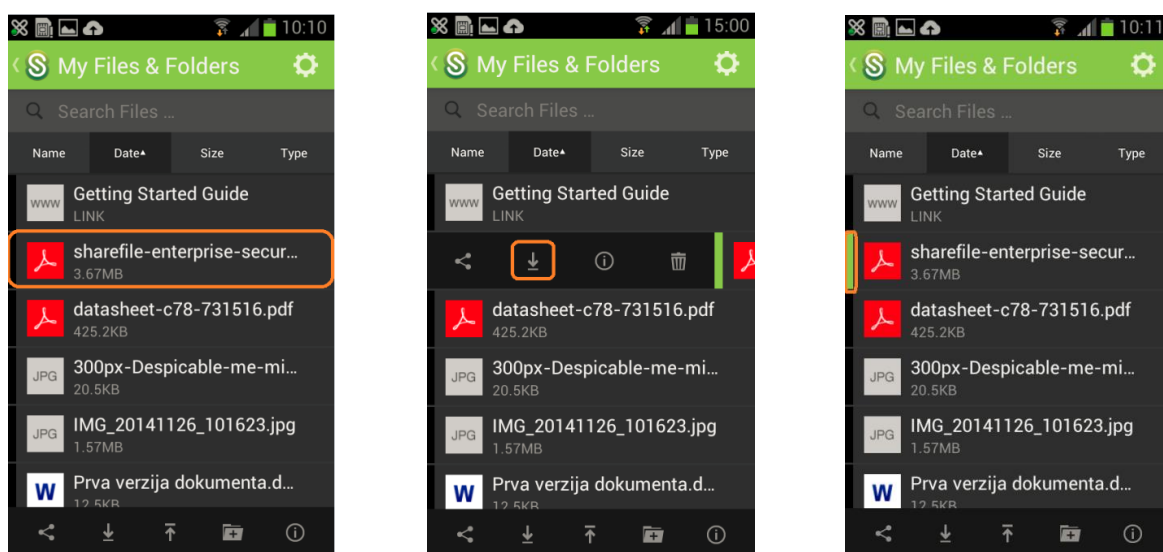 10:10
My Files & Folders
Search Files ...
Name Date Size Type
www Getting Started Guide
LINK
sharefile-enterprise-secur...
3.67MB
datasheet-c78-731516.pdf
425.2KB
JPG 300px-Despicable-me-mi...
20.5KB
JPG IMG_20141126_101623.jpg
1.57MB
W Prva verzija dokumenta.d...
12.5KB
15:00
S My Files & Folders
Search Files ...
Name Date Size Type
www Getting Started Guide
LINK
datasheet-c78-731516.pdf
425.2KB
JPG 300px-Despicable-me-mi...
20.5KB
JPG IMG_20141126_101623.jpg
1.57MB
W Prva verzija dokumenta.d...
12.5KB
10:11
S My Files & Folders
Search Files ...
Name Date Size Type
www Getting Started Guide
LINK
sharefile-enterprise-secur...
3.67MB
datasheet-c78-731516.pdf
425.2KB
JPG 300px-Despicable-me-mi...
20.5KB
JPG IMG_20141126_101623.jpg
1.57MB
W Prva verzija dokumenta.d...
12.5KB